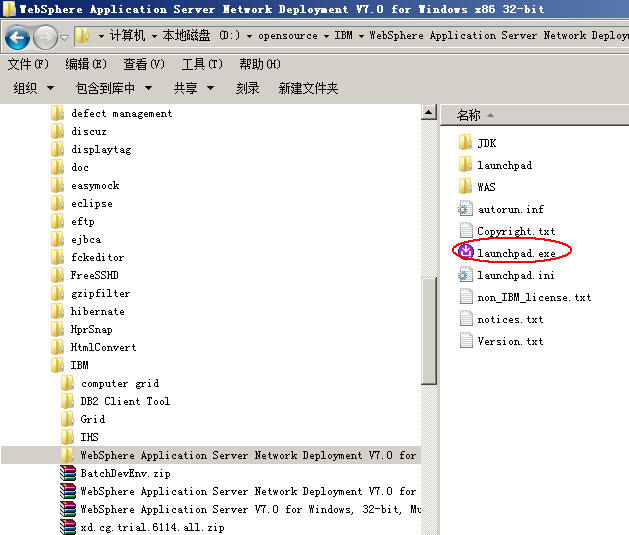 WebSphere Application Server Network Deployment V7.0 for Windows x86 32-bit
计算机 本地磁盘 (D:) opensource IBM WebSphere Application Server Network Deploym
文件(F) 编辑(E) 查看(V) 工具(T) 帮助(H)
组织 包含到库中 共享 刻录 新建文件夹
defect management
discuz
displaytag
doc
easymock
eclipse
eftp
ejbca
fckeditor
FreeSSHD
gzipfilter
hibernate
HprSnap
HtmlConvert
IBM
computer grid
DB2 Client Tool
Grid
IHS
WebSphere Application Server Network Deployment V7.0 for
BatchDevEnv.zip
WebSphere Application Server Network Deployment V7.0 for
WebSphere Application Server V7.0 for Windows, 32-bit, Mu
xd.cg.trial.6114.all.zip
名称
JDK
launchpad
WAS
autorun.inf
Copyright.txt
launchpad.exe
launchpad.ini
non_IBM_license.txt
notices.txt
Version.txt